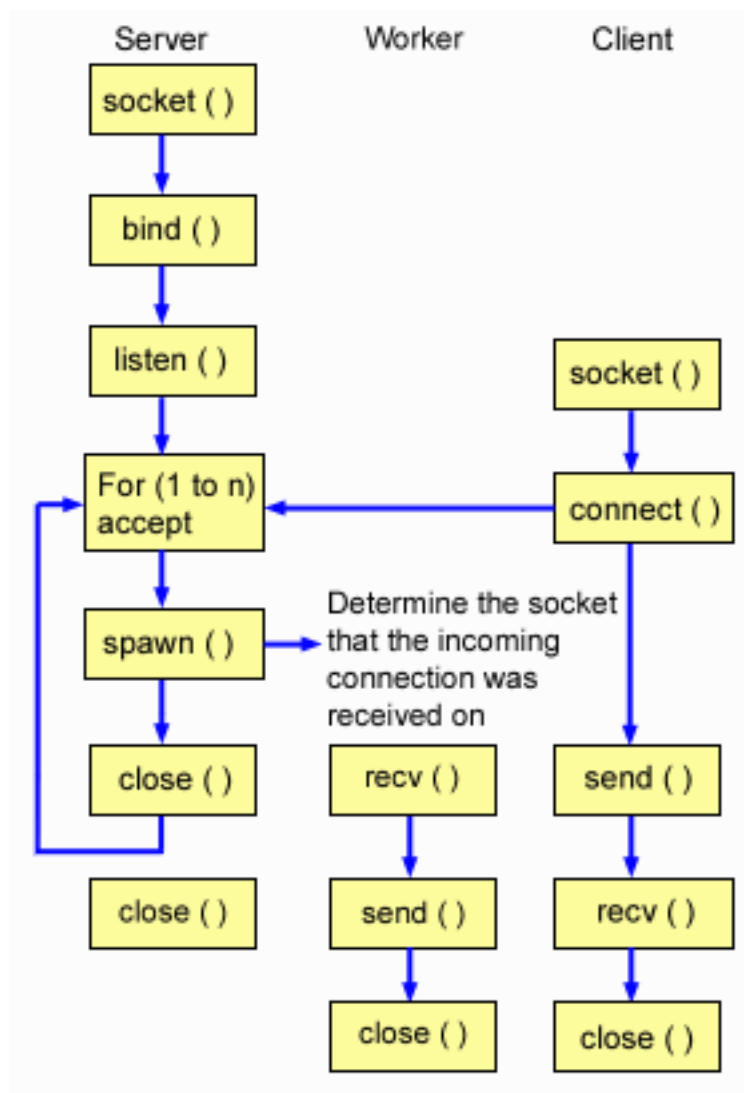 Server
Worker
Client
socket ( )
bind ( )
listen ( )
socket ( )
For (1 to n)
accept
connect ( )
spawn ( )
Determine the socket
that the incoming
connection was
received on
close ( )
recv ( )
send ( )
close ( )
send ( )
recv ( )
close ( )
close ( )